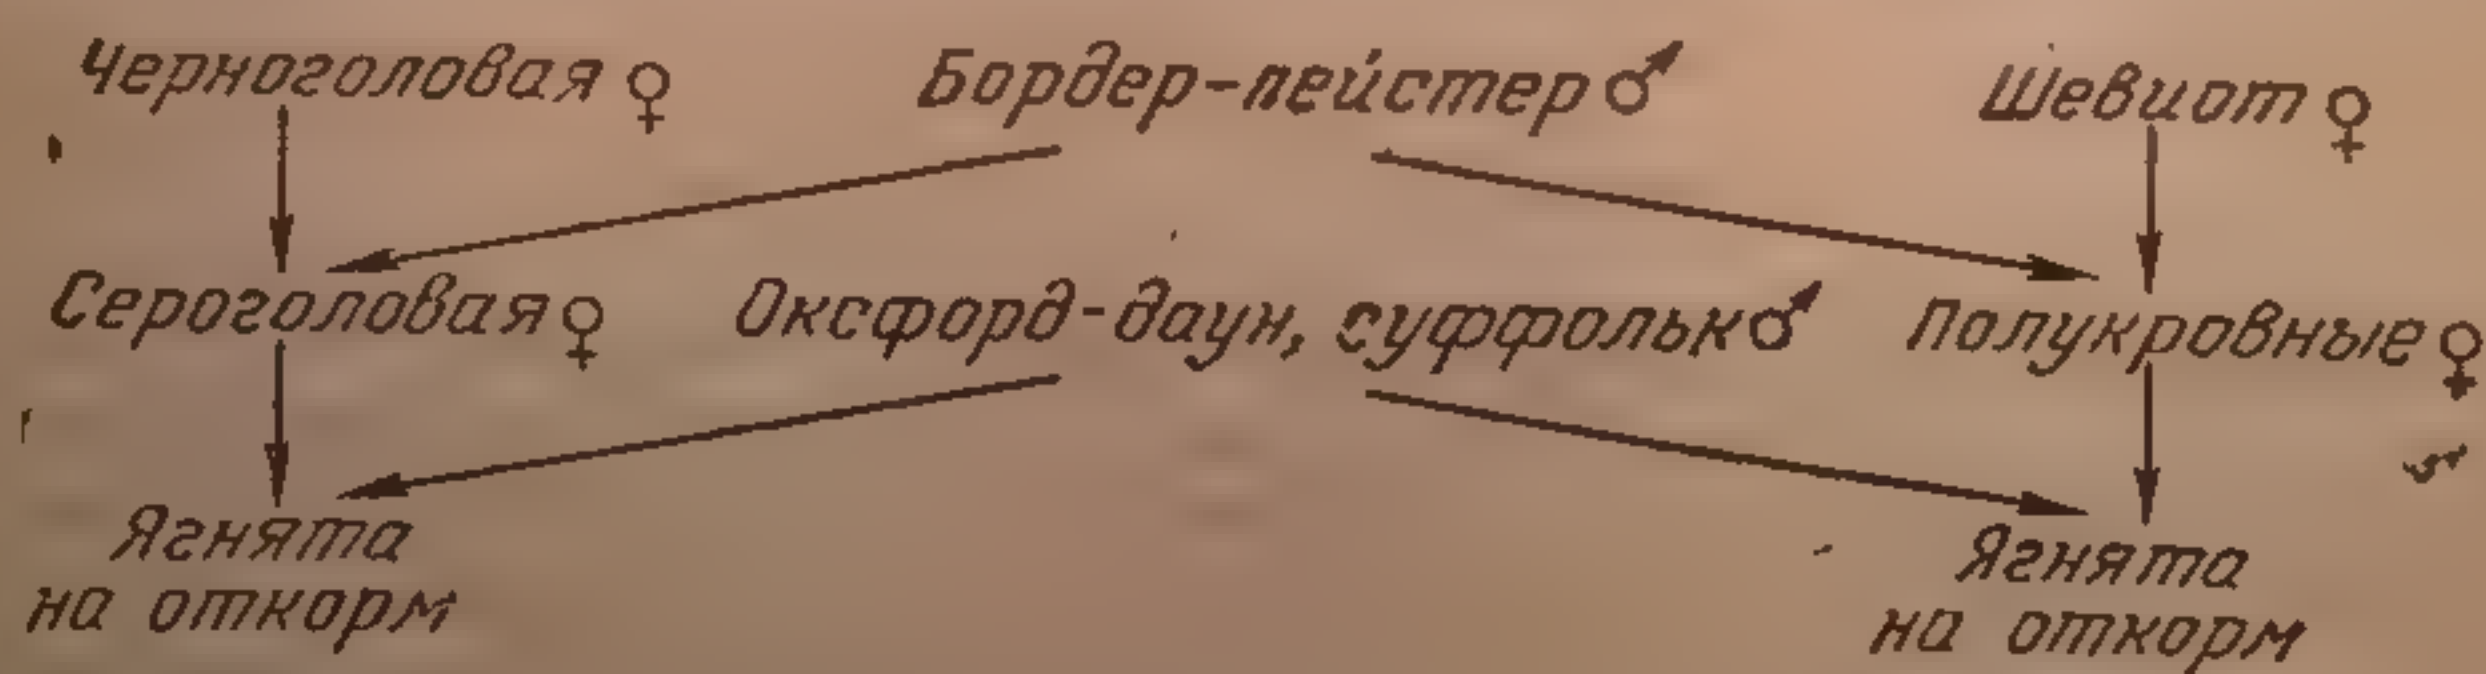 Черноголовая ♀ Бордер-лейстер ♂ Шевиот ♀
Сероголовая ♀ Оксфорд-даун, суффольк ♂ Полукровные ♀
Ягнята Ягнята
на откорм на откорм